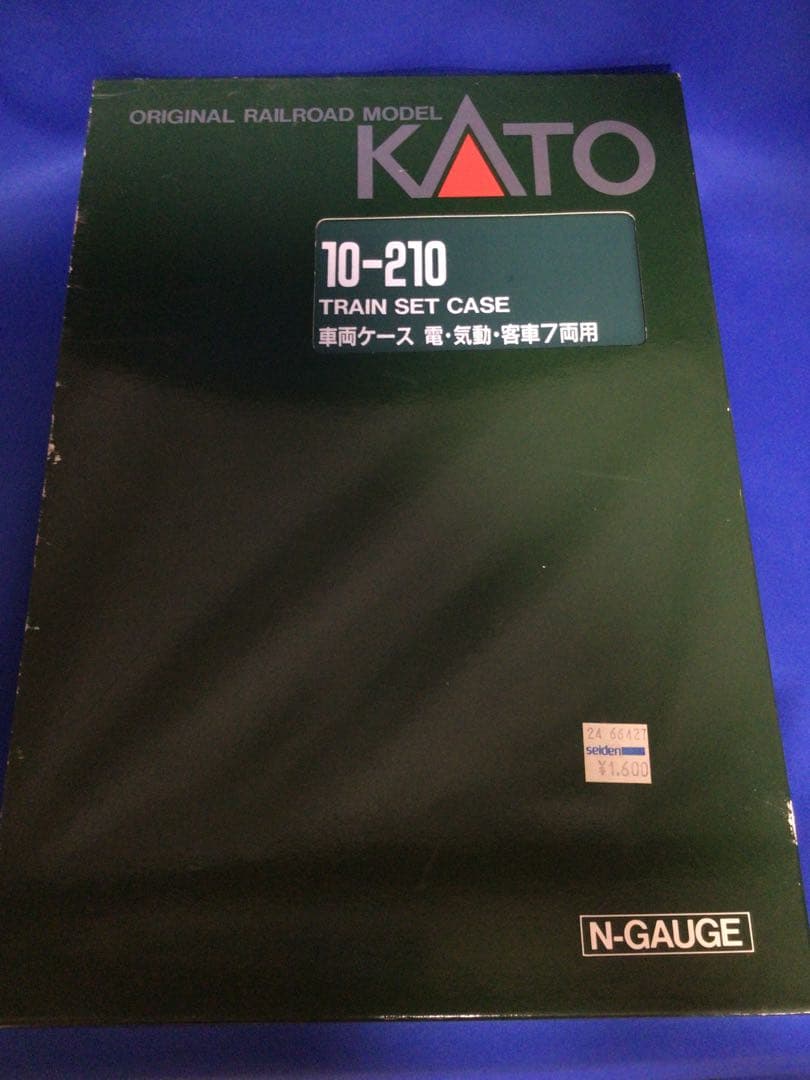 ORIGINAL RAILROAD MODEL
KATO
10-210
TRAIN SET CASE
車両ケース 電・気動・客車7両用
24 66127
seiden
¥1,600
N-GAUGE